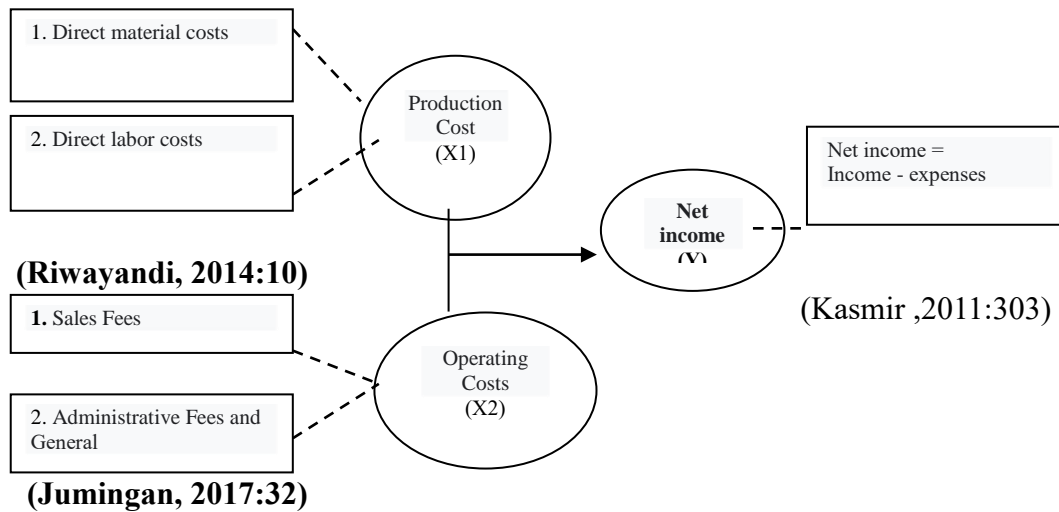 1. Direct material costs
2. Direct labor costs
(Riwayandi, 2014:10)
1. Sales Fees
2. Administrative Fees and
General
(Jumingan, 2017:32)
Production
Cost
(X1)
Operating
Costs
(X2)
Net
income
(Y)
Net income =
Income - expenses
(Kasmir ,2011:303)